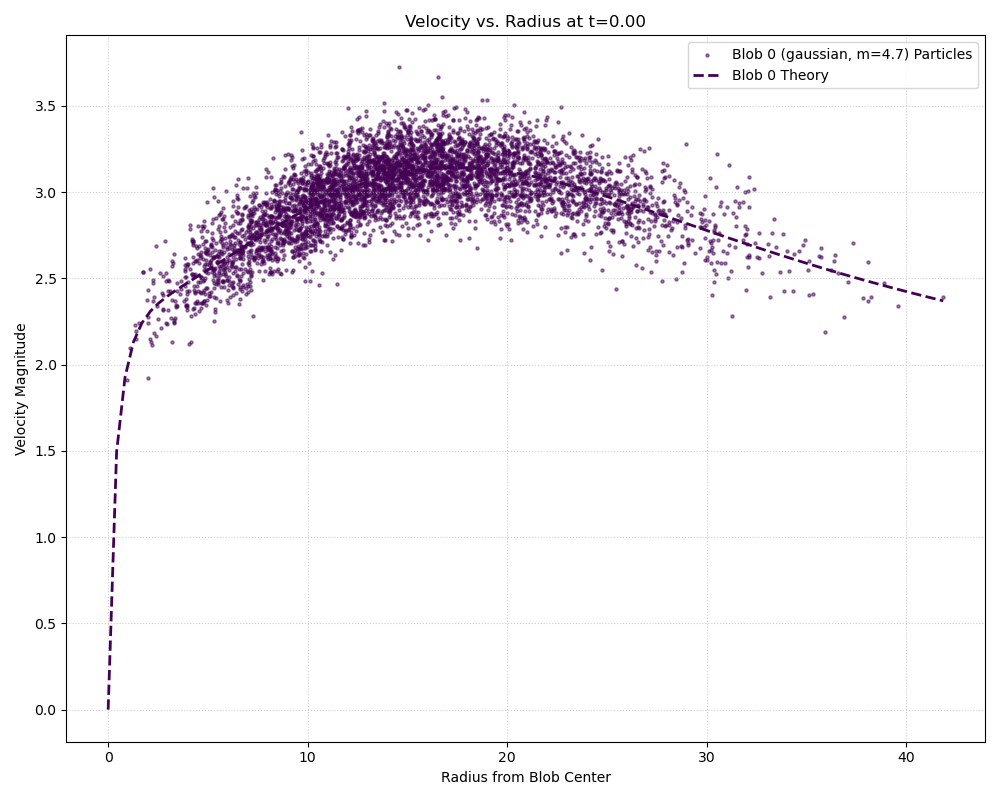 Velocity vs. Radius at t=0.00
Blob 0 (gaussian, m=4.7) Particles
Blob 0 Theory
Velocity Magnitude
3.5
3.0
2.5
2.0
1.5
1.0
0.5
0.0
0 10 20 30 40
Radius from Blob Center